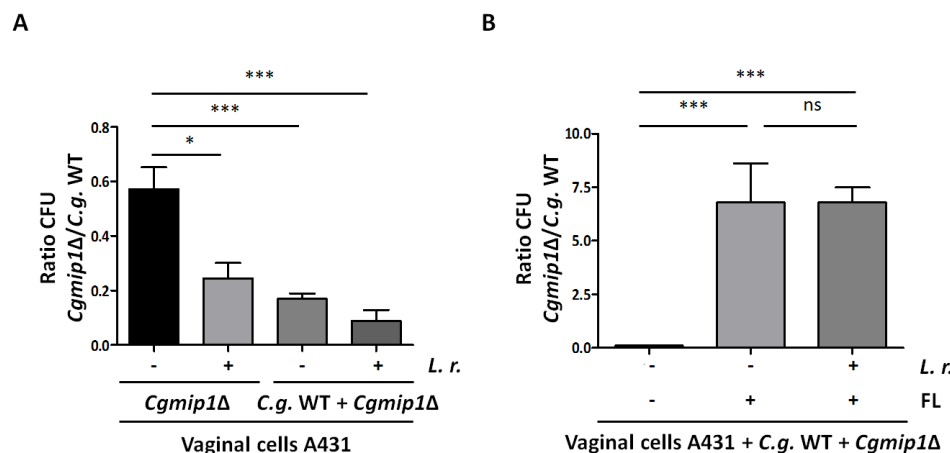 A
***
***
*
Ratio CFU
Cgmip1Δ/C.g. WT
0.8
0.6
0.4
0.2
0.0
- + - + L. r.
Cgmip1Δ C.g. WT + Cgmip1Δ
Vaginal cells A431
B
***
*** ns
Ratio CFU
Cgmip1Δ/C.g. WT
10.0
7.5
5.0
2.5
0.0
- - + L. r.
- + + FL
Vaginal cells A431 + C.g. WT + Cgmip1Δ